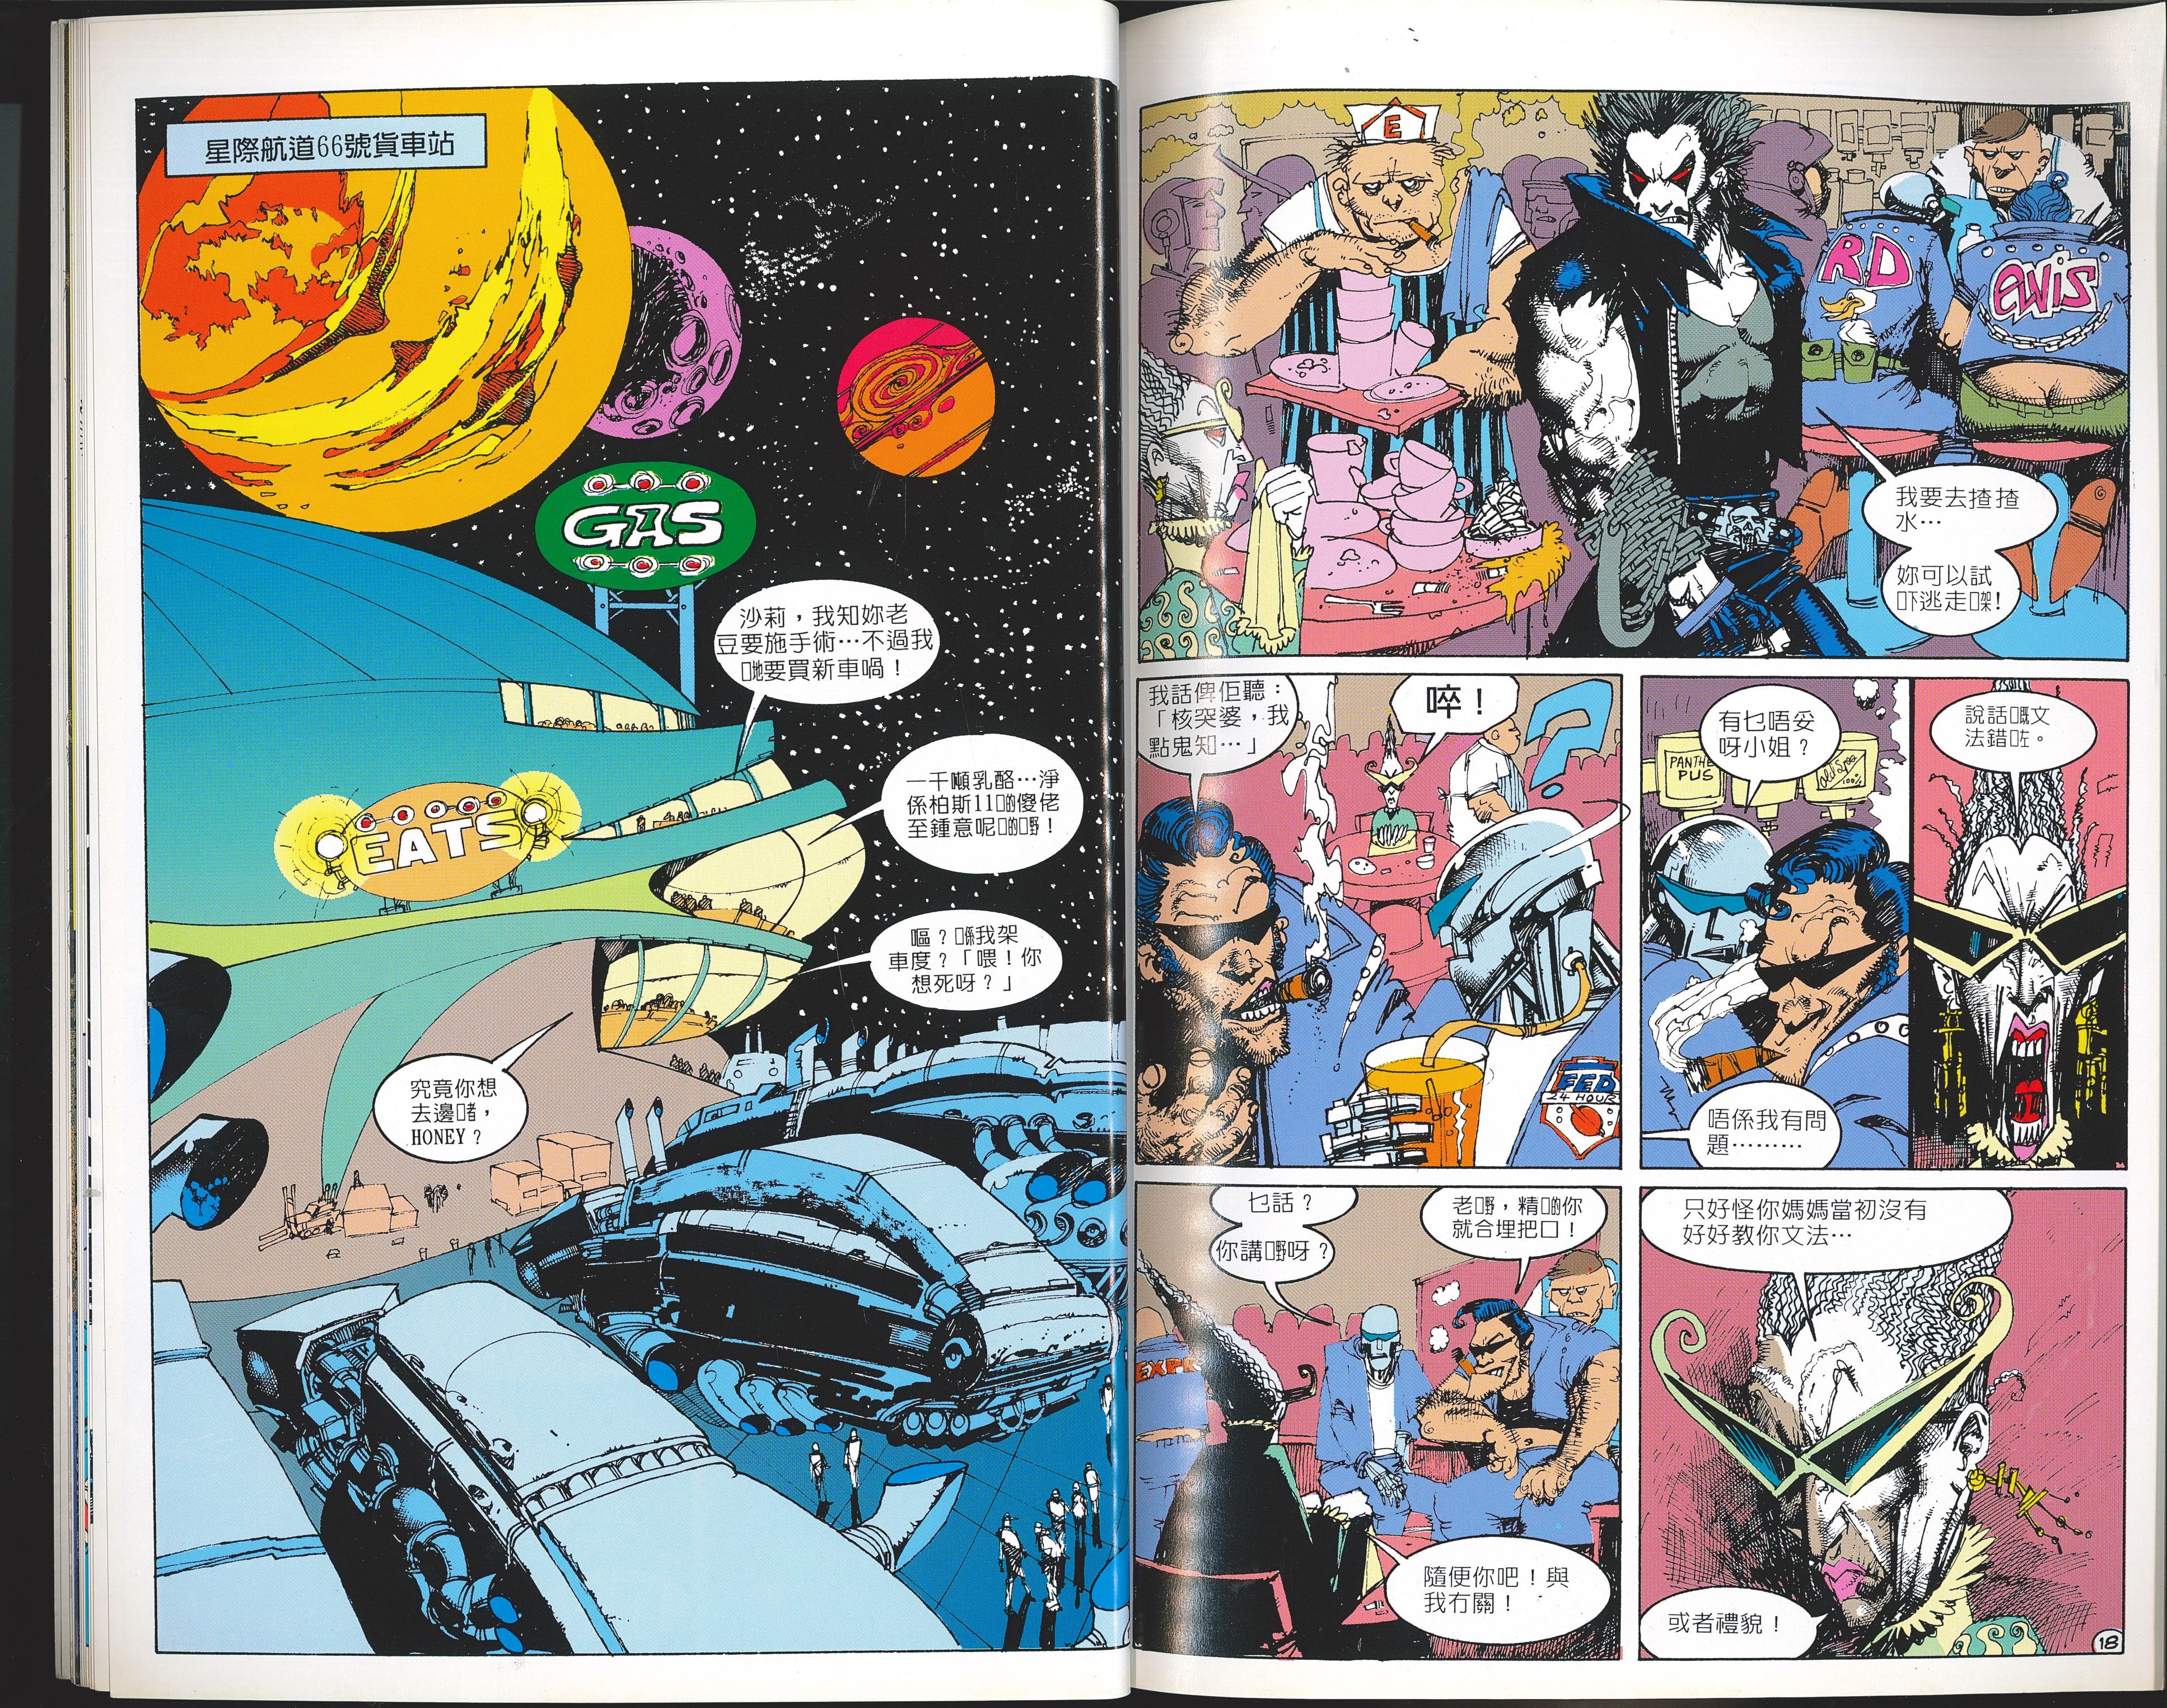 星際航道66號貨車站
GAS
沙莉，我知妳老
豆要施手術…不過我
哋要買新車喎！
EATS
一千噸乳酪…淨
係柏斯11啲傻佬
至鍾意呢啲嘢！
嘔？喺我架
車度？「喂！你
想死呀？」
究竟你想
去邊啫，
HONEY？
E
RD
EWIS
我要去揸揸
水…
妳可以試
吓逃走㗎！
我話俾佢聽：
「核突婆，我
點鬼知…」
啐！
?
FED
24 HOUR
有乜唔妥
呀小姐？
PANTHE
PUS
100%
唔係我有問
題………
說話嘅文
法錯咗。
乜話？
你講嘢呀？
老嘢，精啲你
就合埋把口！
EXPR
隨便你吧！與
我冇關！
只好怪你媽媽當初沒有
好好教你文法…
或者禮貌！
18